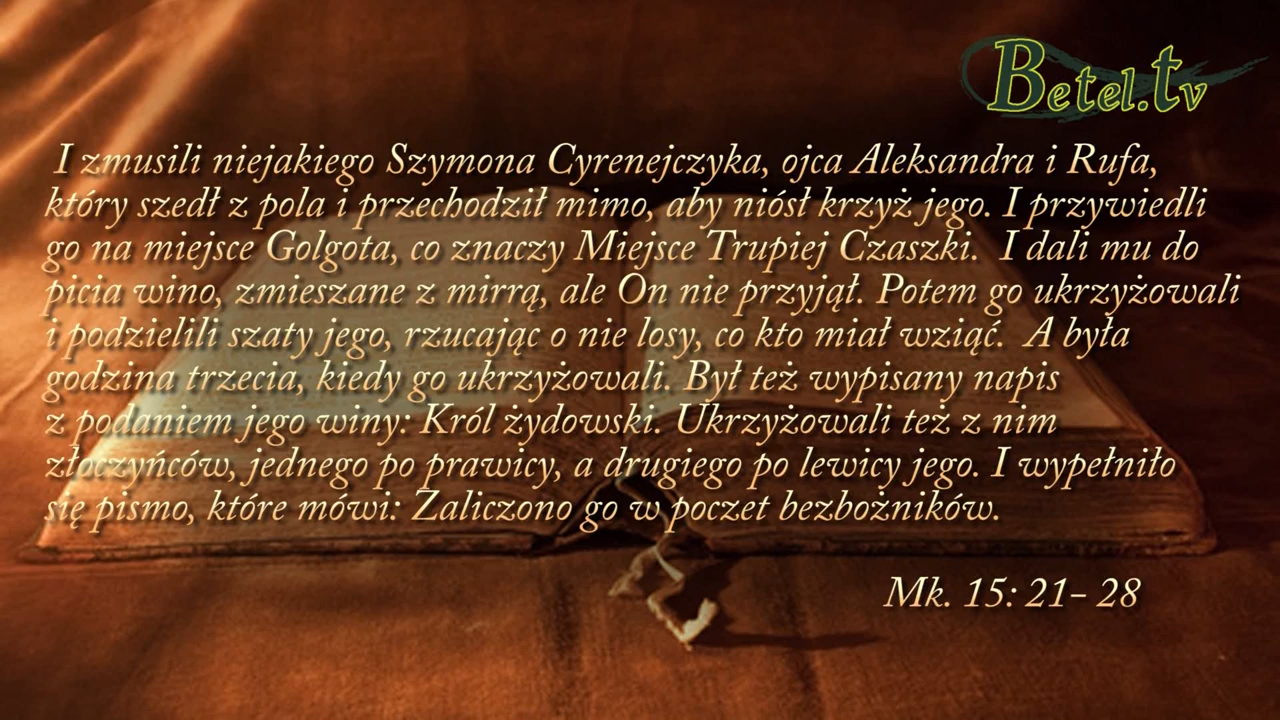 Betel.tv
I zmusili niejakiego Szymona Cyrenejczyka, ojca Aleksandra i Rufa,
który szedł z pola i przechodził mimo, aby niósł krzyż jego. I przywiedli
go na miejsce Golgota, co znaczy Miejsce Trupiej Czaszki. I dali mu do
picia wino, zmieszane z mirrą, ale On nie przyjął. Potem go ukrzyżowali
i podzielili szaty jego, rzucając o nie losy, co kto miał wziąć. A była
godzina trzecia, kiedy go ukrzyżowali. Był też wypisany napis
z podaniem jego winy: Król żydowski. Ukrzyżowali też z nim
złoczyńców, jednego po prawicy, a drugiego po lewicy jego. I wypełniło
się pismo, które mówi: Zaliczono go w poczet bezbożników.
Mk. 15: 21- 28